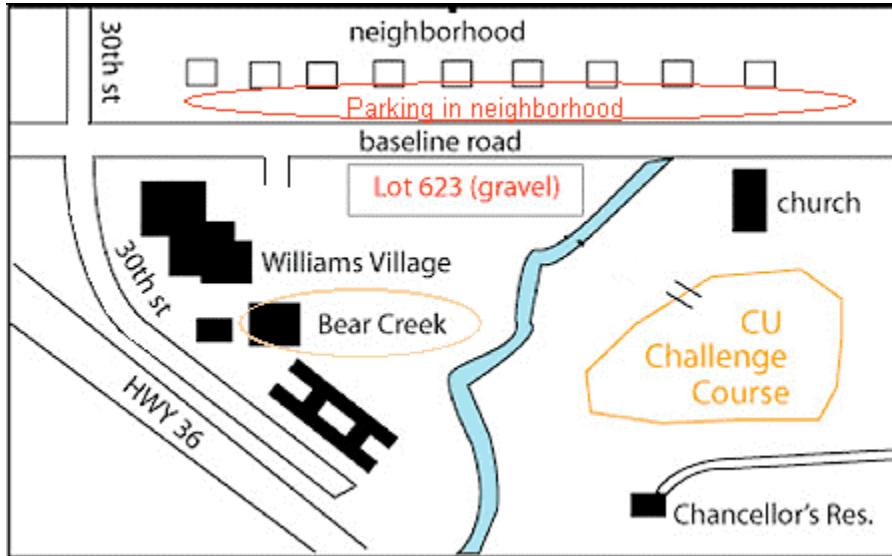 30th st
neighborhood
Parking in neighborhood
baseline road
Lot 623 (gravel)
church
Williams Village
30th st
Bear Creek
CU
Challenge
Course
HWY 36
Chancellor's Res.